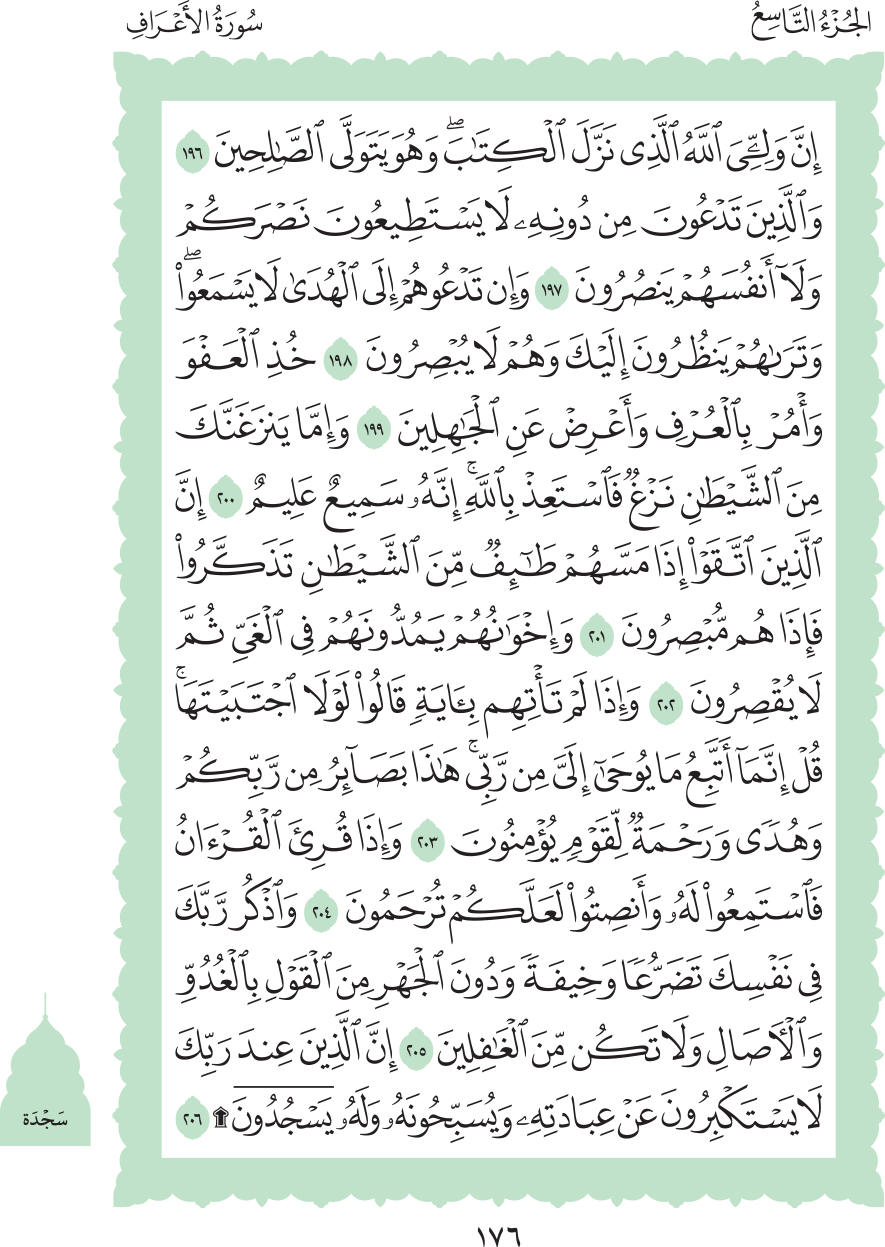 الجُزْءُ التَّاسِعُ
سُورَةُ الأَعْرَافِ
إِنَّ وَلِـِّۧيَ ٱللَّهُ ٱلَّذِى نَزَّلَ ٱلْكِتَٰبَۖ وَهُوَ يَتَوَلَّى ٱلصَّٰلِحِينَ ١٩٦
وَٱلَّذِينَ تَدْعُونَ مِن دُونِهِۦ لَا يَسْتَطِيعُونَ نَصْرَكُمْ
وَلَآ أَنفُسَهُمْ يَنصُرُونَ ١٩٧ وَإِن تَدْعُوهُمْ إِلَى ٱلْهُدَىٰ لَا يَسْمَعُوا۟ۖ
وَتَرَىٰهُمْ يَنظُرُونَ إِلَيْكَ وَهُمْ لَا يُبْصِرُونَ ١٩٨ خُذِ ٱلْعَفْوَ
وَأْمُرْ بِٱلْعُرْفِ وَأَعْرِضْ عَنِ ٱلْجَٰهِلِينَ ١٩٩ وَإِمَّا يَنزَغَنَّكَ
مِنَ ٱلشَّيْطَٰنِ نَزْغٌ فَٱسْتَعِذْ بِٱللَّهِۚ إِنَّهُۥ سَمِيعٌ عَلِيمٌ ٢٠٠ إِنَّ
ٱلَّذِينَ ٱتَّقَوْا۟ إِذَا مَسَّهُمْ طَٰٓئِفٌ مِّنَ ٱلشَّيْطَٰنِ تَذَكَّرُوا۟
فَإِذَا هُم مُّبْصِرُونَ ٢٠١ وَإِخْوَٰنُهُمْ يَمُدُّونَهُمْ فِى ٱلْغَىِّ ثُمَّ
لَا يُقْصِرُونَ ٢٠٢ وَإِذَا لَمْ تَأْتِهِم بِـَٔايَةٍ قَالُوا۟ لَوْلَا ٱجْتَبَيْتَهَاۚ
قُلْ إِنَّمَآ أَتَّبِعُ مَا يُوحَىٰٓ إِلَىَّ مِن رَّبِّىۚ هَٰذَا بَصَآئِرُ مِن رَّبِّكُمْ
وَهُدًى وَرَحْمَةٌ لِّقَوْمٍ يُؤْمِنُونَ ٢٠٣ وَإِذَا قُرِئَ ٱلْقُرْءَانُ
فَٱسْتَمِعُوا۟ لَهُۥ وَأَنصِتُوا۟ لَعَلَّكُمْ تُرْحَمُونَ ٢٠٤ وَٱذْكُر رَّبَّكَ
فِى نَفْسِكَ تَضَرُّعًا وَخِيفَةً وَدُونَ ٱلْجَهْرِ مِنَ ٱلْقَوْلِ بِٱلْغُدُوِّ
وَٱلْءَاصَالِ وَلَا تَكُن مِّنَ ٱلْغَٰفِلِينَ ٢٠٥ إِنَّ ٱلَّذِينَ عِندَ رَبِّكَ
لَا يَسْتَكْبِرُونَ عَنْ عِبَادَتِهِۦ وَيُسَبِّحُونَهُۥ وَلَهُۥ يَسْجُدُونَ ۩ ٢٠٦
سَجْدَة
١٧٦